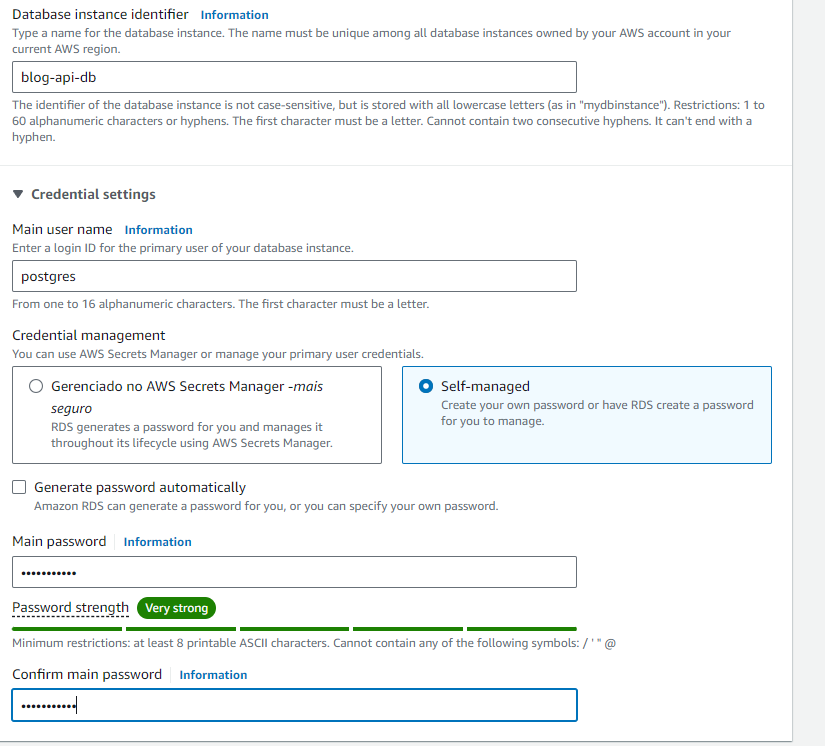 Database instance identifier Information
Type a name for the database instance. The name must be unique among all database instances owned by your AWS account in your
current AWS region.
blog-api-db
The identifier of the database instance is not case-sensitive, but is stored with all lowercase letters (as in "mydbinstance"). Restrictions: 1 to
60 alphanumeric characters or hyphens. The first character must be a letter. Cannot contain two consecutive hyphens. It can't end with a
hyphen.
▼ Credential settings
Main user name Information
Enter a login ID for the primary user of your database instance.
postgres
From one to 16 alphanumeric characters. The first character must be a letter.
Credential management
You can use AWS Secrets Manager or manage your primary user credentials.
Gerenciado no AWS Secrets Manager -mais
seguro
RDS generates a password for you and manages it
throughout its lifecycle using AWS Secrets Manager.
Self-managed
Create your own password or have RDS create a password
for you to manage.
Generate password automatically
Amazon RDS can generate a password for you, or you can specify your own password.
Main password Information
•••••••••••
Password strength Very strong
Minimum restrictions: at least 8 printable ASCII characters. Cannot contain any of the following symbols: / ' " @
Confirm main password Information
•••••••••••